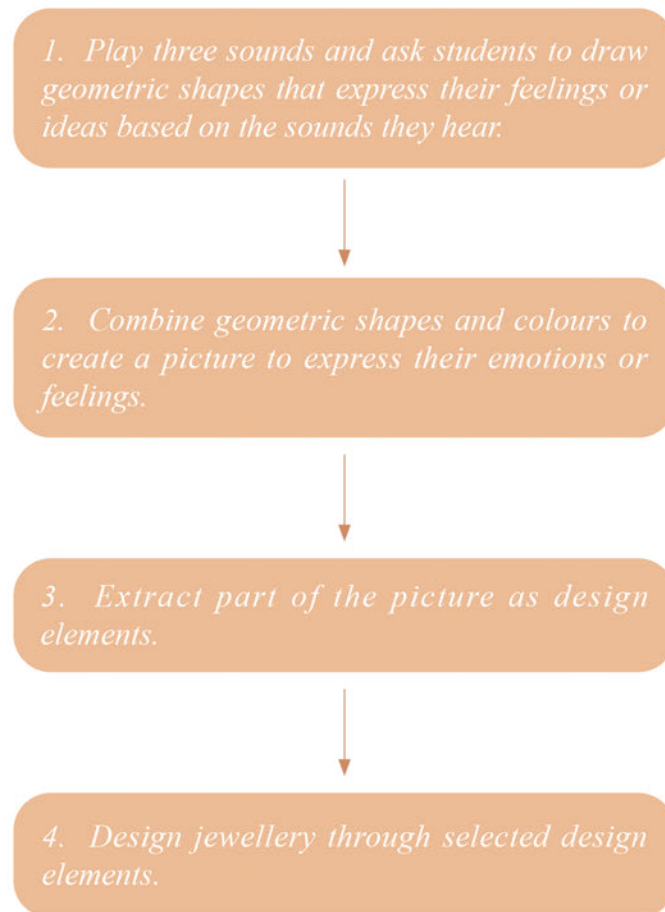 1. Play three sounds and ask students to draw
geometric shapes that express their feelings or
ideas based on the sounds they hear.
2. Combine geometric shapes and colours to
create a picture to express their emotions or
feelings.
3. Extract part of the picture as design
elements.
4. Design jewellery through selected design
elements.